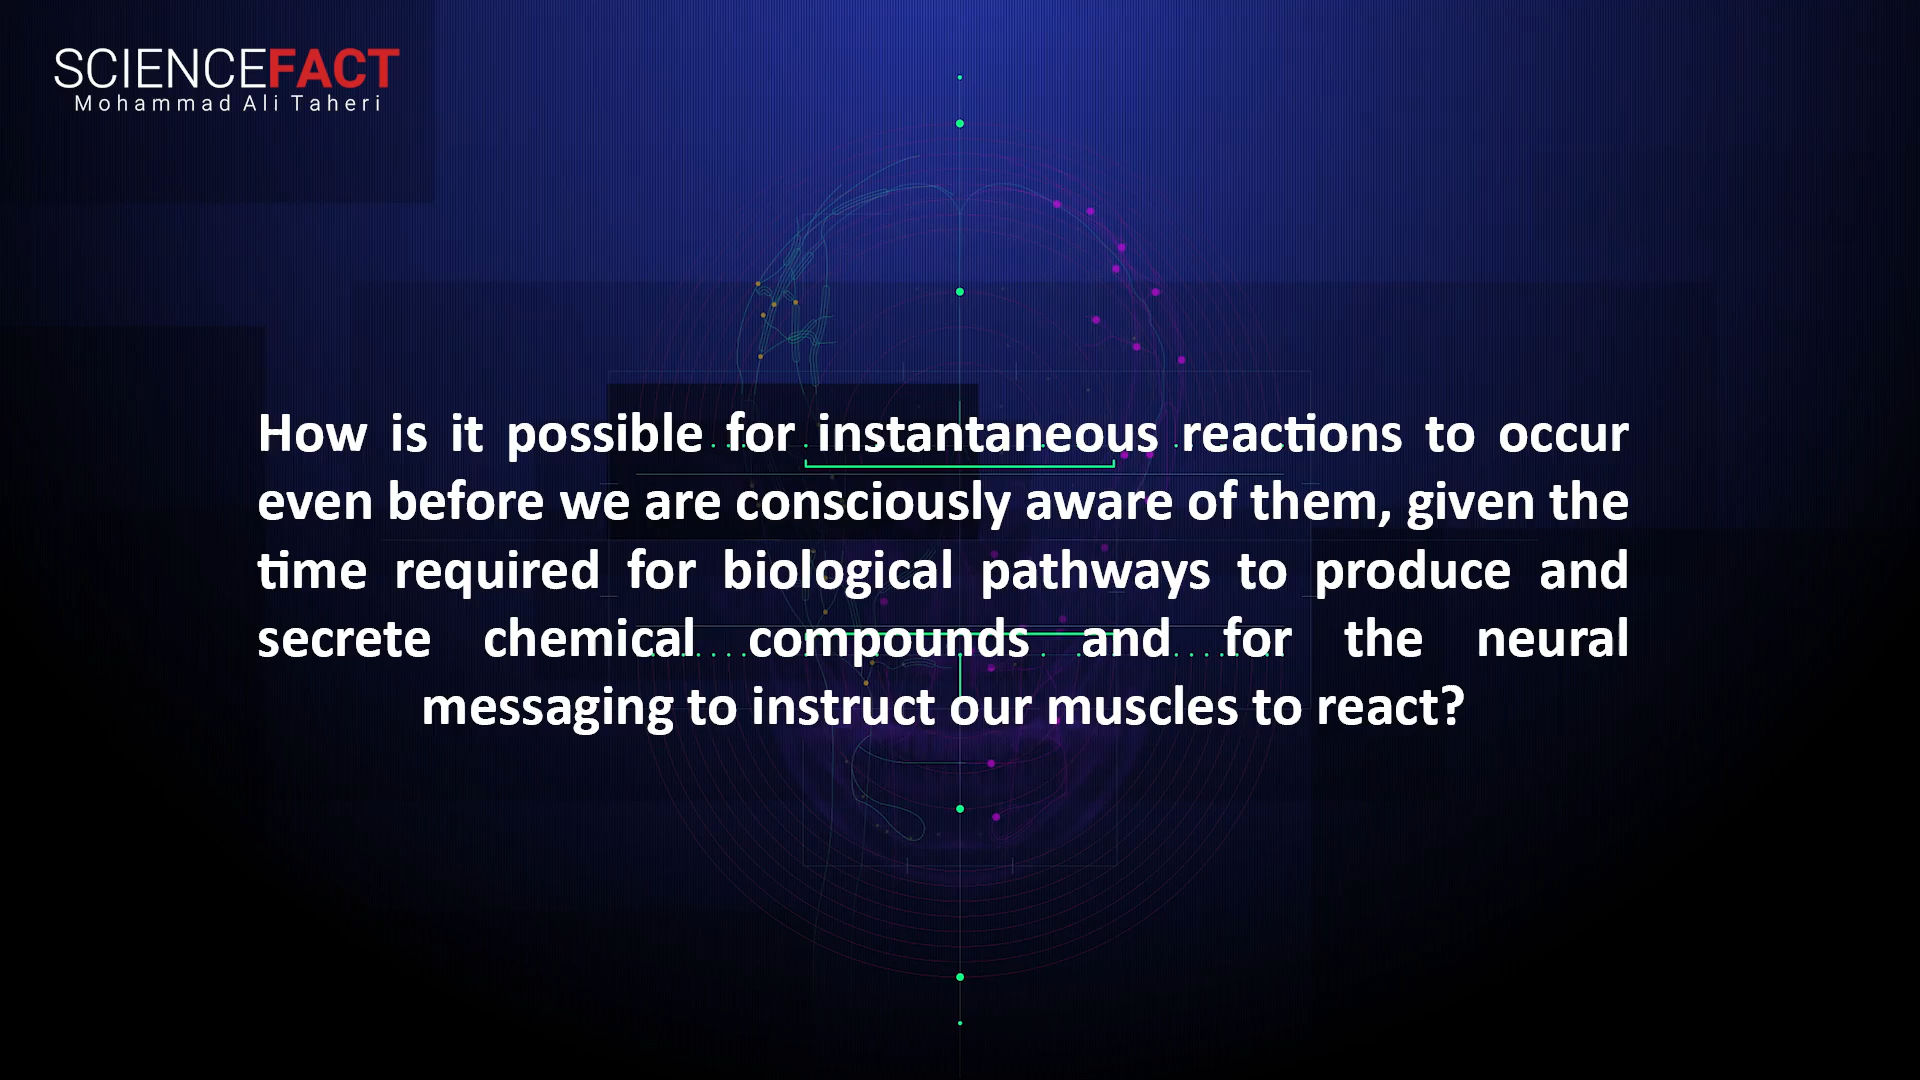 SCIENCEFACT
Mohammad Ali Taheri
How is it possible for instantaneous reactions to occur
even before we are consciously aware of them, given the
time required for biological pathways to produce and
secrete chemical compounds and for the neural
messaging to instruct our muscles to react?